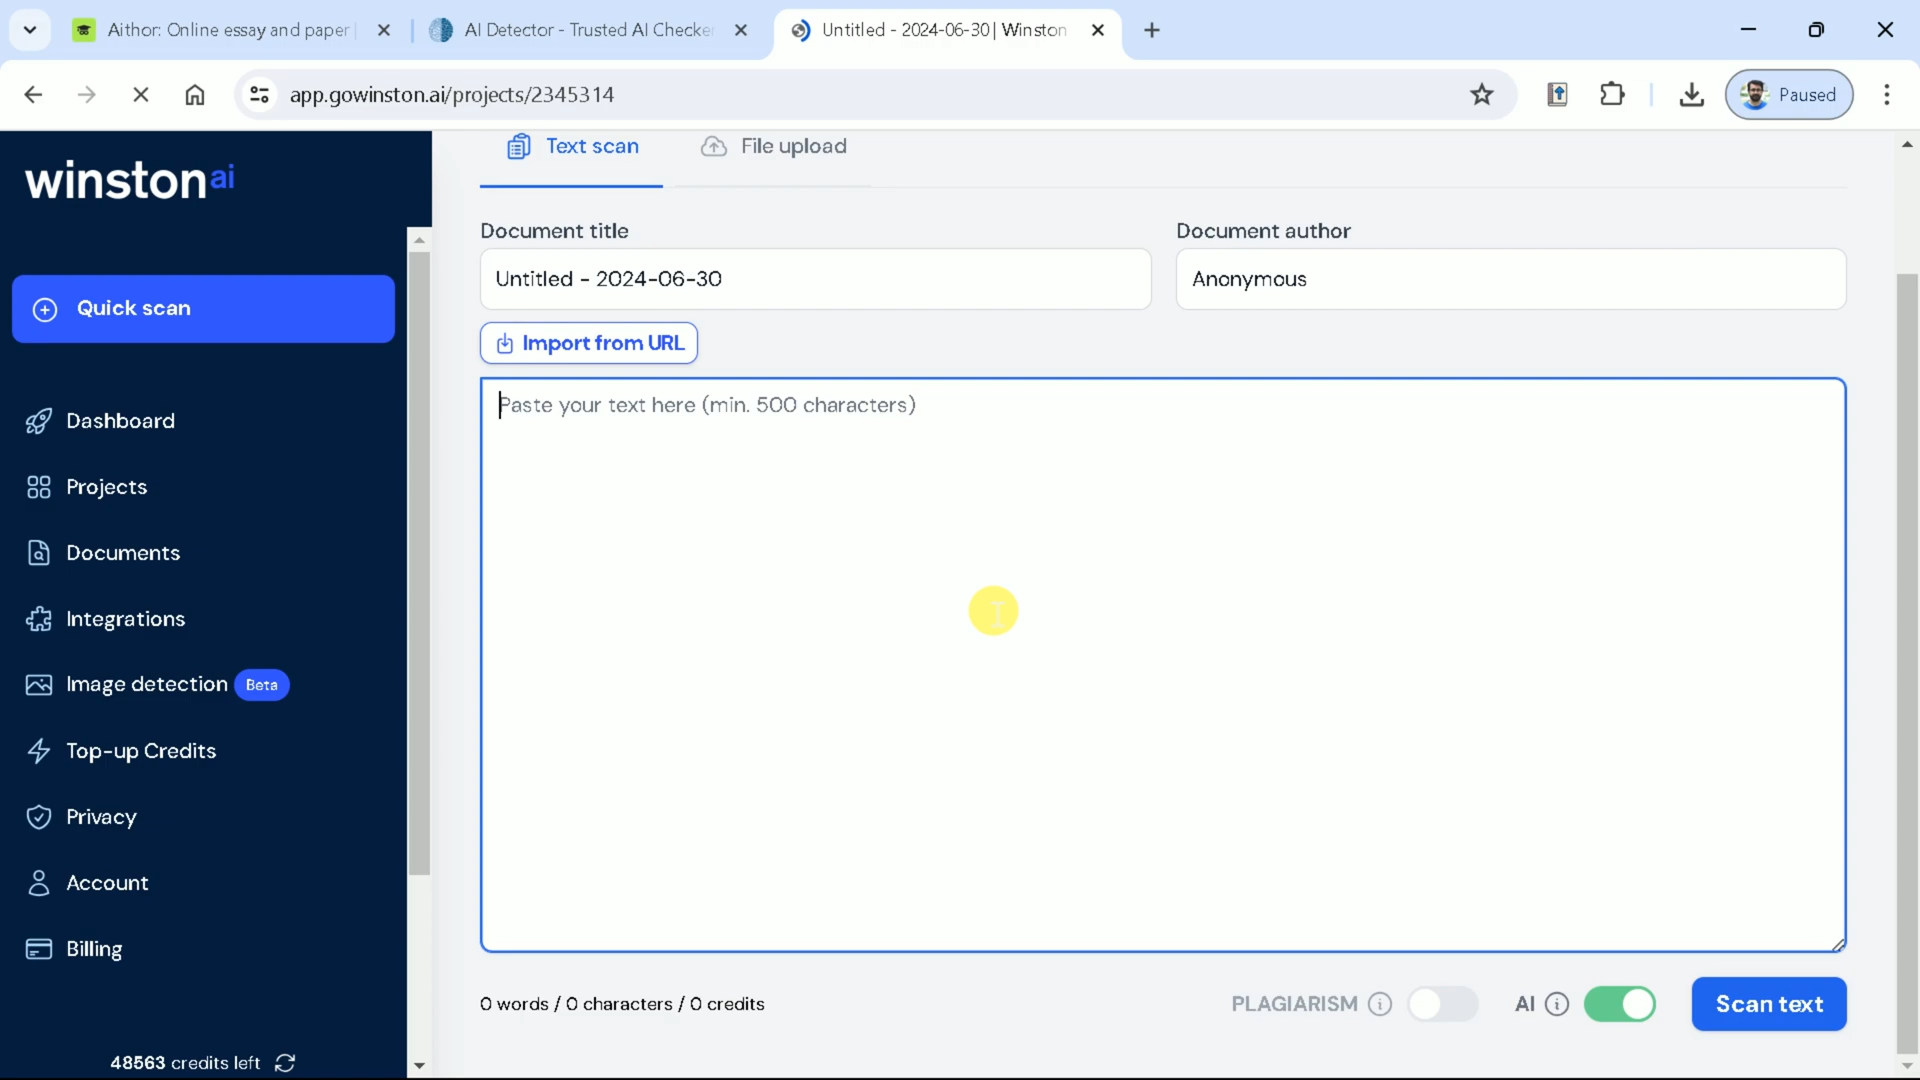 Aithor: Online essay and paper
AI Detector - Trusted AI Checker
Untitled - 2024-06-30 | Winston
app.gowinston.ai/projects/2345314
Paused
winston ai
Quick scan
Dashboard
Projects
Documents
Integrations
Image detection Beta
Top-up Credits
Privacy
Account
Billing
48563 credits left
Text scan
File upload
Document title
Document author
Untitled - 2024-06-30
Anonymous
Import from URL
Paste your text here (min. 500 characters)
0 words / 0 characters / 0 credits
PLAGIARISM
AI
Scan text